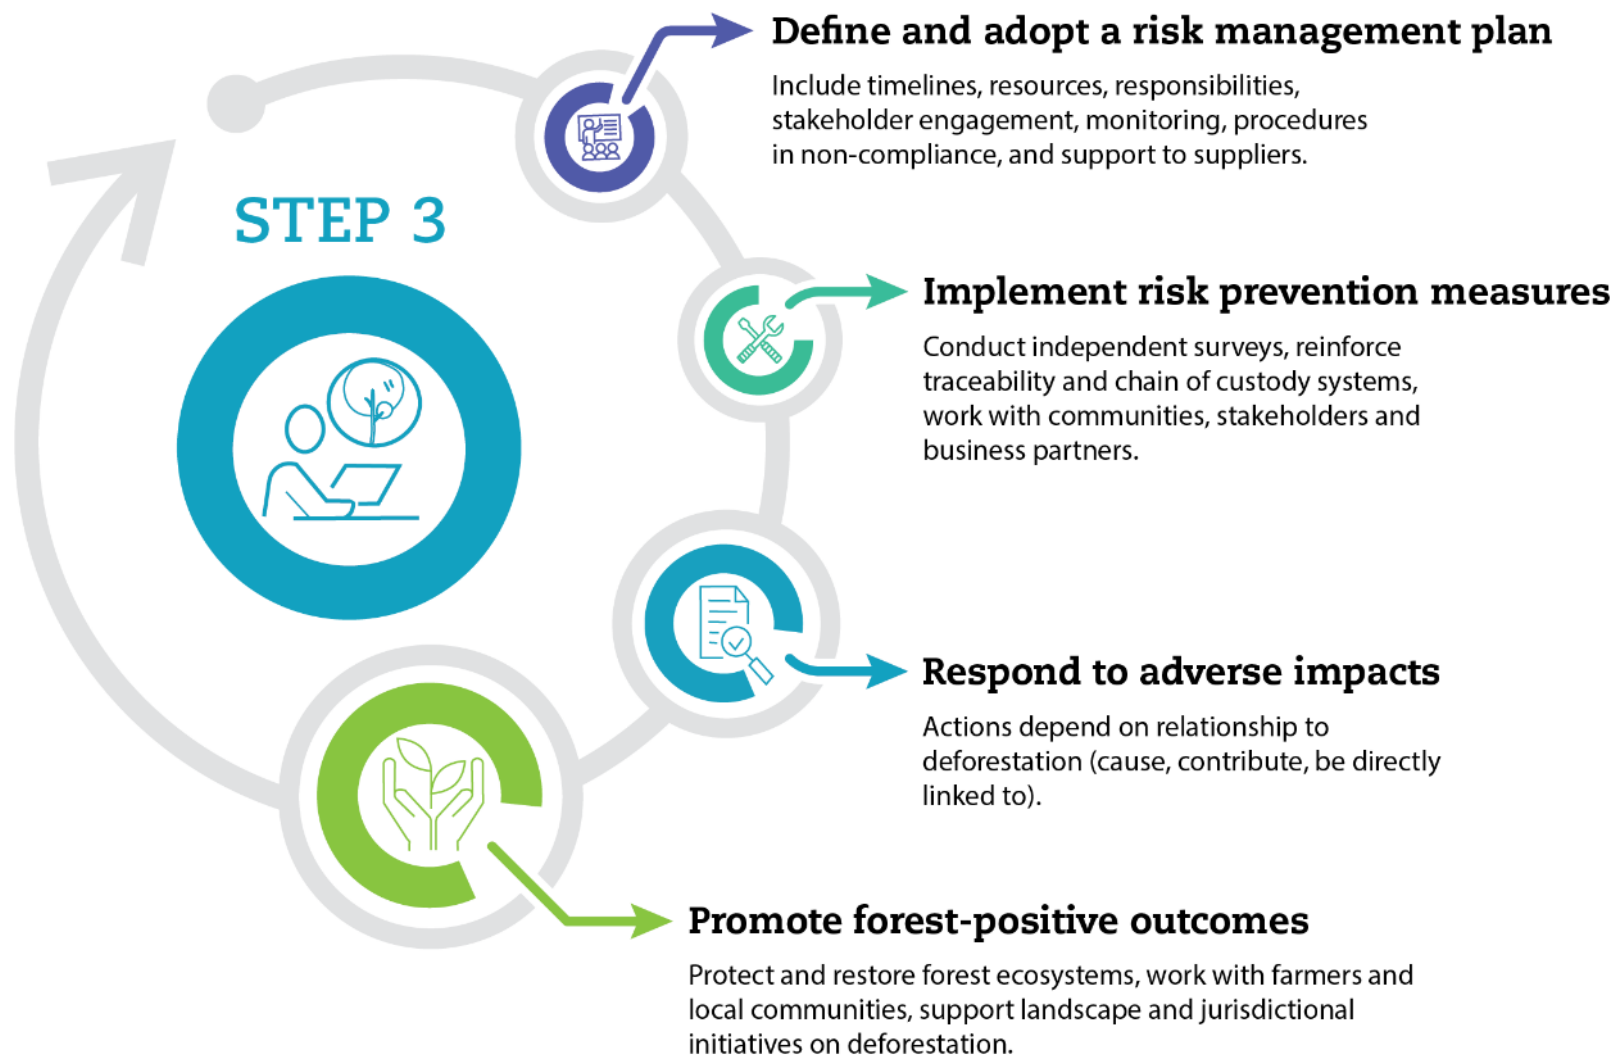 STEP 3
Define and adopt a risk management plan
Include timelines, resources, responsibilities,
stakeholder engagement, monitoring, procedures
in non-compliance, and support to suppliers.
Implement risk prevention measures
Conduct independent surveys, reinforce
traceability and chain of custody systems,
work with communities, stakeholders and
business partners.
Respond to adverse impacts
Actions depend on relationship to
deforestation (cause, contribute, be directly
linked to).
Promote forest-positive outcomes
Protect and restore forest ecosystems, work with farmers and
local communities, support landscape and jurisdictional
initiatives on deforestation.